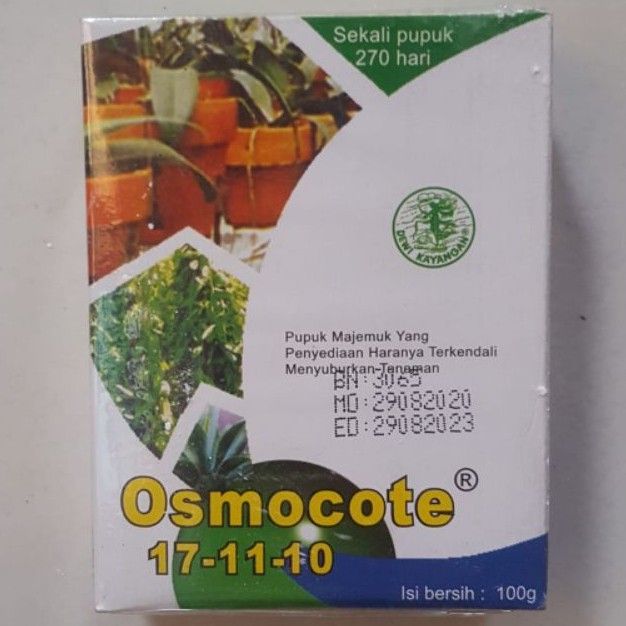 Sekali pupuk
270 hari
DEWI KAYANGAN®
Pupuk Majemuk Yang
Penyediaan Haranya Terkendali
Menyuburkan Tanaman
BN:3065
MD:29082020
ED:29082023
Osmocote®
17-11-10
Isi bersih : 100g